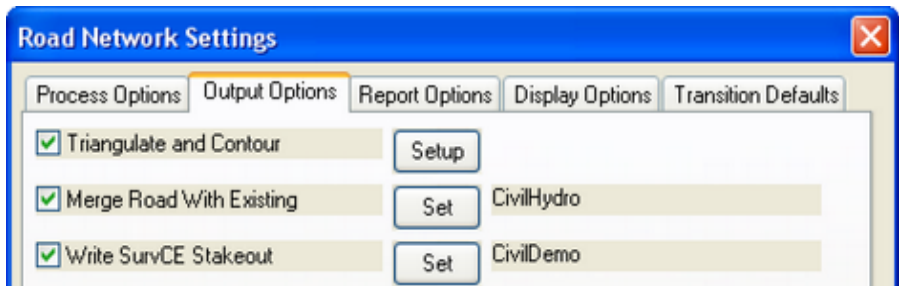 Road Network Settings
Process Options Output Options Report Options Display Options Transition Defaults
Triangulate and Contour Setup
Merge Road With Existing Set CivilHydro
Write SurvCE Stakeout Set CivilDemo